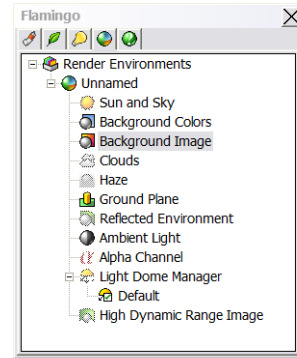 Flamingo
Render Environments
Unnamed
Sun and Sky
Background Colors
Background Image
Clouds
Haze
Ground Plane
Reflected Environment
Ambient Light
Alpha Channel
Light Dome Manager
Default
High Dynamic Range Image